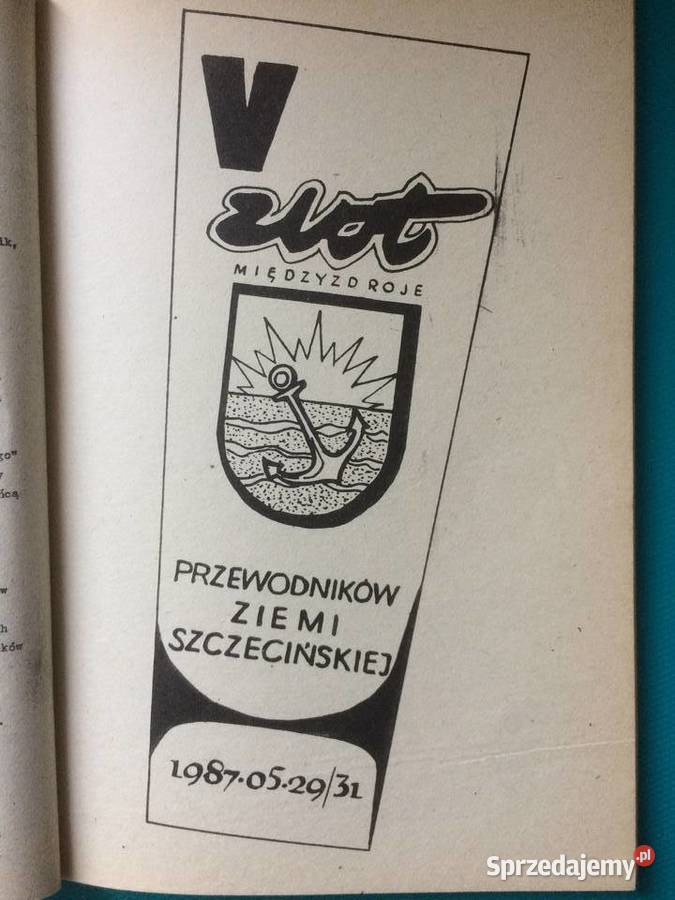 V
zlot
MIĘDZYZDROJE
PRZEWODNIKÓW
ZIEMI
SZCZECIŃSKIEJ
1987.05.29/31
Sprzedajemy.pl